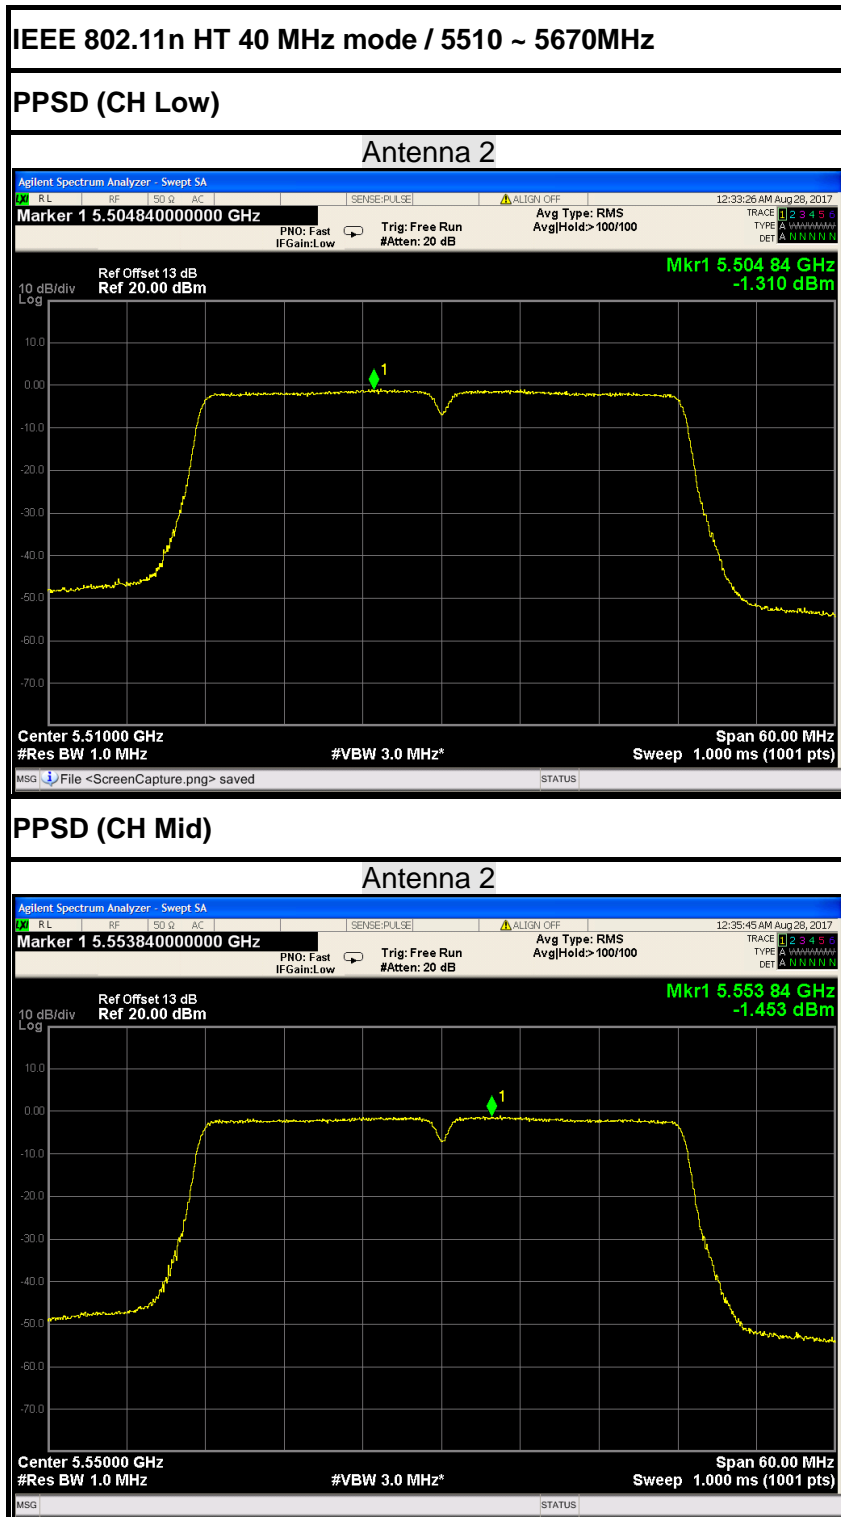 IEEE 802.11n HT 40 MHz mode / 5510 ~ 5670MHz
PPSD (CH Low)
Antenna 2
Agilent Spectrum Analyzer - Swept SA
LXI RL RF 50 Ω AC SENSE:PULSE ALIGN OFF 12:33:26 AM Aug 28, 2017
Marker 1 5.504840000000 GHz
PNO: Fast
IFGain:Low
Trig: Free Run
#Atten: 20 dB
Avg Type: RMS
Avg|Hold:>100/100
TRACE 1 2 3 4 5 6
TYPE A WWWWW
DET A N N N N N
Mkr1 5.504 84 GHz
-1.310 dBm
Ref Offset 13 dB
10 dB/div Ref 20.00 dBm
Log
1
10.0
0.00
-10.0
-20.0
-30.0
-40.0
-50.0
-60.0
-70.0
Center 5.51000 GHz Span 60.00 MHz
#Res BW 1.0 MHz #VBW 3.0 MHz* Sweep 1.000 ms (1001 pts)
MSG File <ScreenCapture.png> saved STATUS
PPSD (CH Mid)
Antenna 2
Agilent Spectrum Analyzer - Swept SA
LXI RL RF 50 Ω AC SENSE:PULSE ALIGN OFF 12:35:45 AM Aug 28, 2017
Marker 1 5.553840000000 GHz
PNO: Fast
IFGain:Low
Trig: Free Run
#Atten: 20 dB
Avg Type: RMS
Avg|Hold:>100/100
TRACE 1 2 3 4 5 6
TYPE A WWWWW
DET A N N N N N
Mkr1 5.553 84 GHz
-1.453 dBm
Ref Offset 13 dB
10 dB/div Ref 20.00 dBm
Log
1
10.0
0.00
-10.0
-20.0
-30.0
-40.0
-50.0
-60.0
-70.0
Center 5.55000 GHz Span 60.00 MHz
#Res BW 1.0 MHz #VBW 3.0 MHz* Sweep 1.000 ms (1001 pts)
MSG STATUS